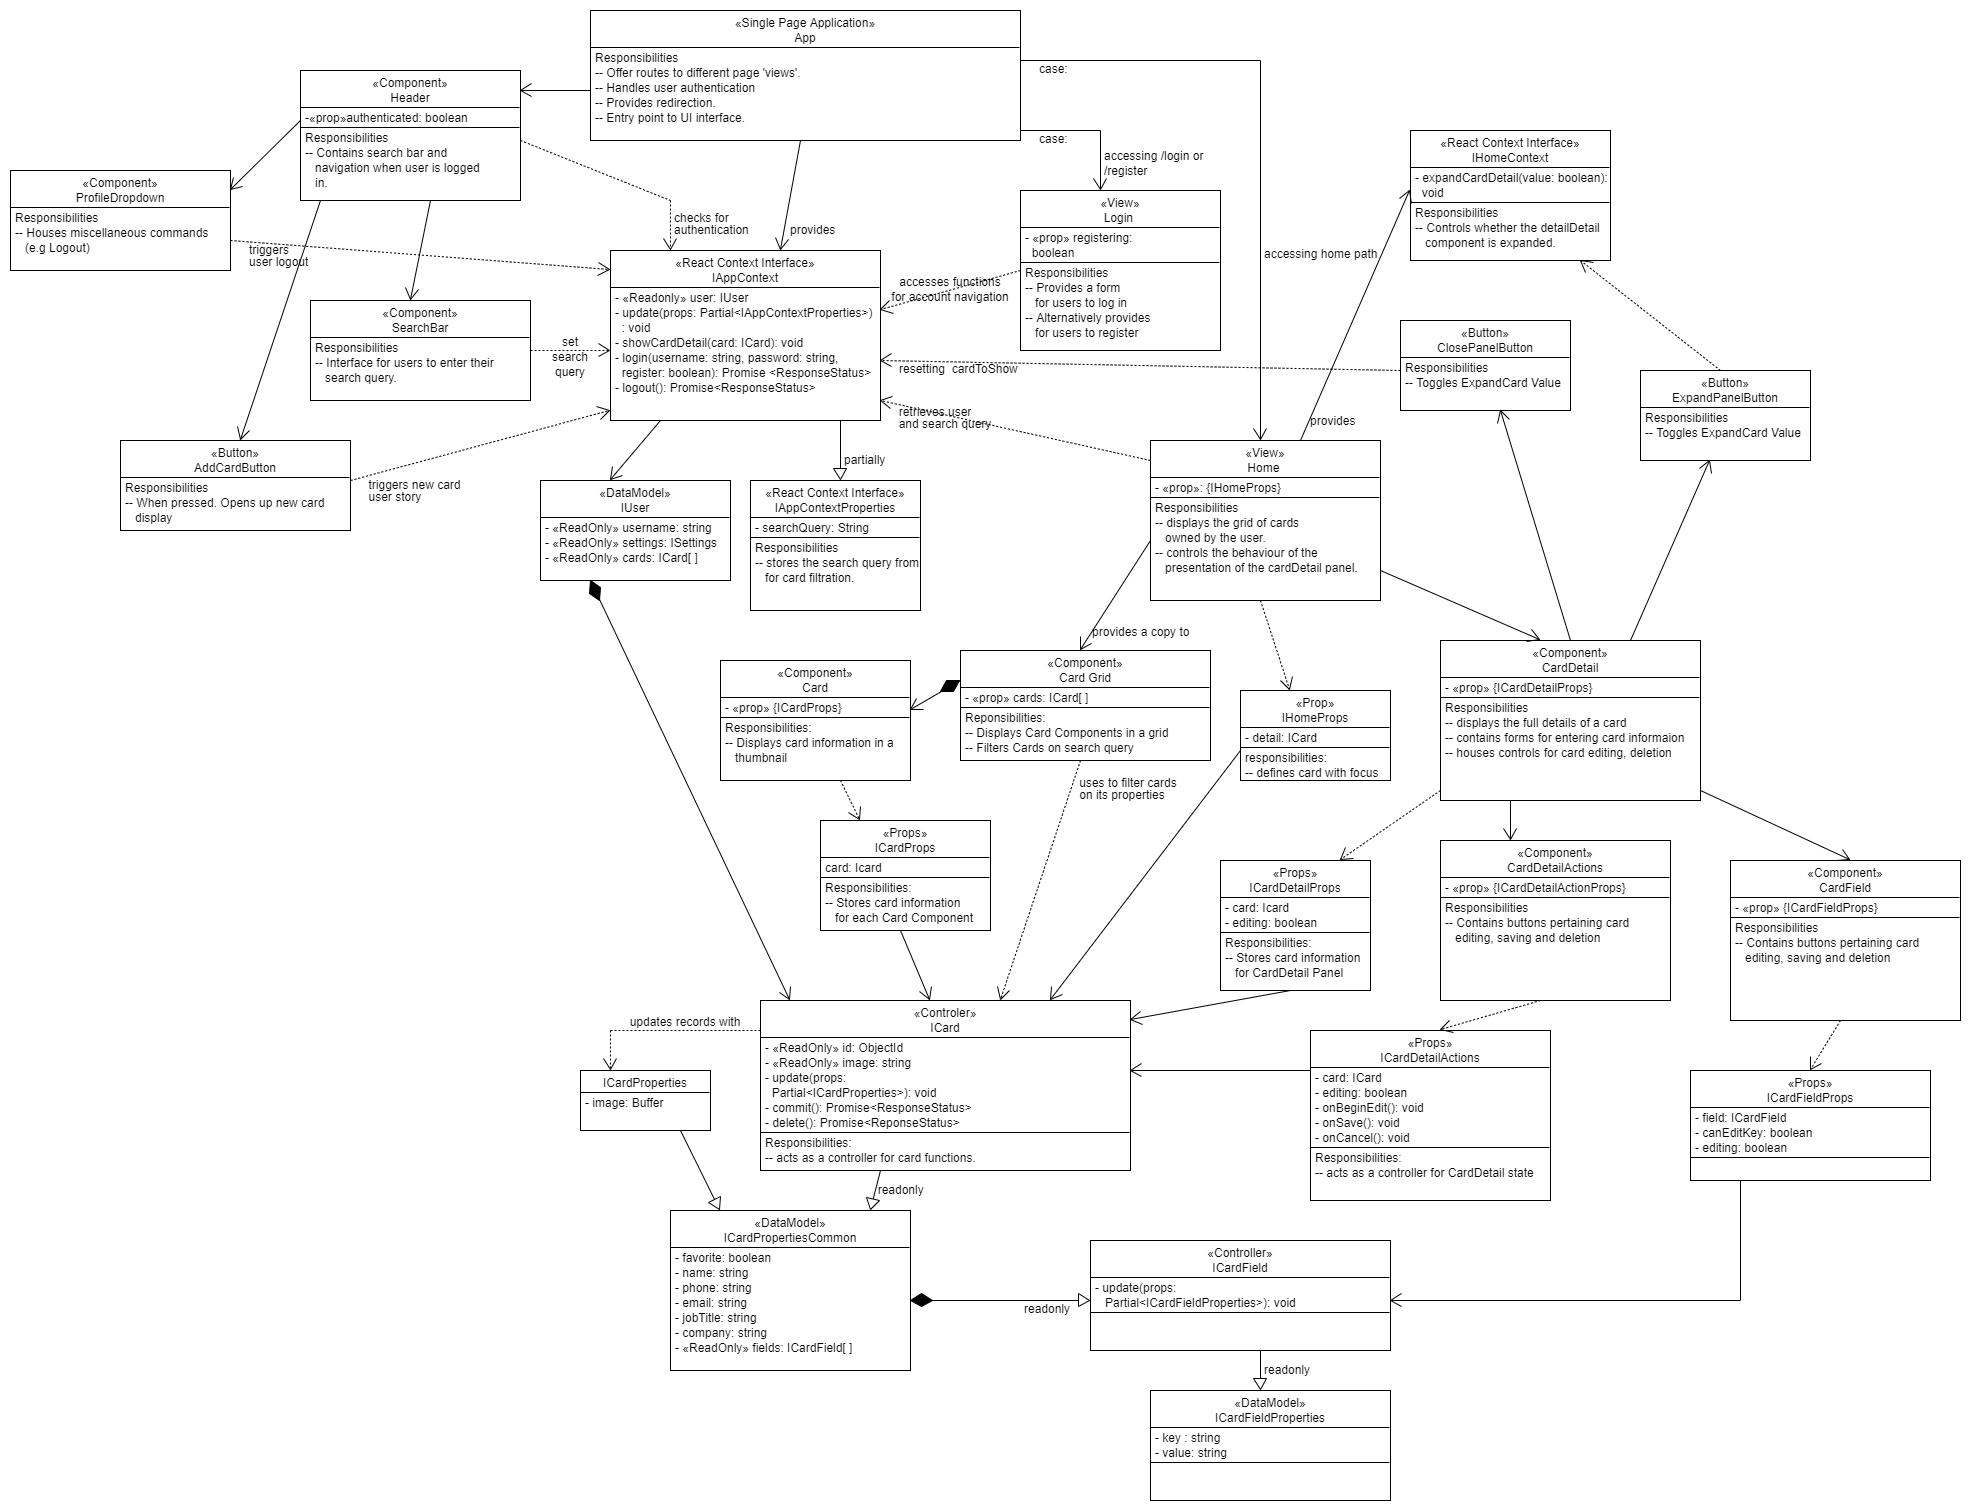 «Single Page Application»
App
Responsibilities
-- Offer routes to different page 'views'.
-- Handles user authentication
-- Provides redirection.
-- Entry point to UI interface.
case:
case:
accessing /login or
/register
accessing home path
provides
«Component»
Header
-«prop»authenticated: boolean
Responsibilities
-- Contains search bar and
navigation when user is logged
in.
checks for
authentication
«Component»
ProfileDropdown
Responsibilities
-- Houses miscellaneous commands
(e.g Logout)
triggers
user logout
«React Context Interface»
IHomeContext
- expandCardDetail(value: boolean):
void
Responsibilities
-- Controls whether the detailDetail
component is expanded.
«View»
Login
- «prop» registering:
boolean
Responsibilities
-- Provides a form
for users to log in
-- Alternatively provides
for users to register
accesses functions
for account navigation
«React Context Interface»
IAppContext
- «Readonly» user: IUser
- update(props: Partial<IAppContextProperties>)
: void
- showCardDetail(card: ICard): void
- login(username: string, password: string,
register: boolean): Promise <ResponseStatus>
- logout(): Promise<ResponseStatus>
«Component»
SearchBar
Responsibilities
-- Interface for users to enter their
search query.
set
search
query
«Button»
ClosePanelButton
Responsibilities
-- Toggles ExpandCard Value
resetting  cardToShow
«Button»
ExpandPanelButton
Responsibilities
-- Toggles ExpandCard Value
retrieves user
and search query
provides
«Button»
AddCardButton
Responsibilities
-- When pressed. Opens up new card
display
triggers new card
user story
partially
«DataModel»
IUser
- «ReadOnly» username: string
- «ReadOnly» settings: ISettings
- «ReadOnly» cards: ICard[ ]
«React Context Interface»
IAppContextProperties
- searchQuery: String
Responsibilities
-- stores the search query from
for card filtration.
«View»
Home
- «prop»: {IHomeProps}
Responsibilities
-- displays the grid of cards
owned by the user.
-- controls the behaviour of the
presentation of the cardDetail panel.
provides a copy to
«Component»
Card
- «prop» {ICardProps}
Responsibilities:
-- Displays card information in a
thumbnail
«Component»
Card Grid
- «prop» cards: ICard[ ]
Reponsibilities:
-- Displays Card Components in a grid
-- Filters Cards on search query
«Prop»
IHomeProps
- detail: ICard
responsibilities:
-- defines card with focus
«Component»
CardDetail
- «prop» {ICardDetailProps}
Responsibilities
-- displays the full details of a card
-- contains forms for entering card informaion
-- houses controls for card editing, deletion
uses to filter cards
on its properties
«Props»
ICardProps
card: Icard
Responsibilities:
-- Stores card information
for each Card Component
«Props»
ICardDetailProps
- card: Icard
- editing: boolean
Responsibilities:
-- Stores card information
for CardDetail Panel
«Component»
CardDetailActions
- «prop» {ICardDetailActionProps}
Responsibilities
-- Contains buttons pertaining card
editing, saving and deletion
«Component»
CardField
- «prop» {ICardFieldProps}
Responsibilities
-- Contains buttons pertaining card
editing, saving and deletion
updates records with
«Controler»
ICard
- «ReadOnly» id: ObjectId
- «ReadOnly» image: string
- update(props:
Partial<ICardProperties>): void
- commit(): Promise<ResponseStatus>
- delete(): Promise<ReponseStatus>
Responsibilities:
-- acts as a controller for card functions.
ICardProperties
- image: Buffer
«Props»
ICardDetailActions
- card: ICard
- editing: boolean
- onBeginEdit(): void
- onSave(): void
- onCancel(): void
Responsibilities:
-- acts as a controller for CardDetail state
«Props»
ICardFieldProps
- field: ICardField
- canEditKey: boolean
- editing: boolean
readonly
«DataModel»
ICardPropertiesCommon
- favorite: boolean
- name: string
- phone: string
- email: string
- jobTitle: string
- company: string
- «ReadOnly» fields: ICardField[ ]
readonly
«Controller»
ICardField
- update(props:
Partial<ICardFieldProperties>): void
readonly
«DataModel»
ICardFieldProperties
- key : string
- value: string